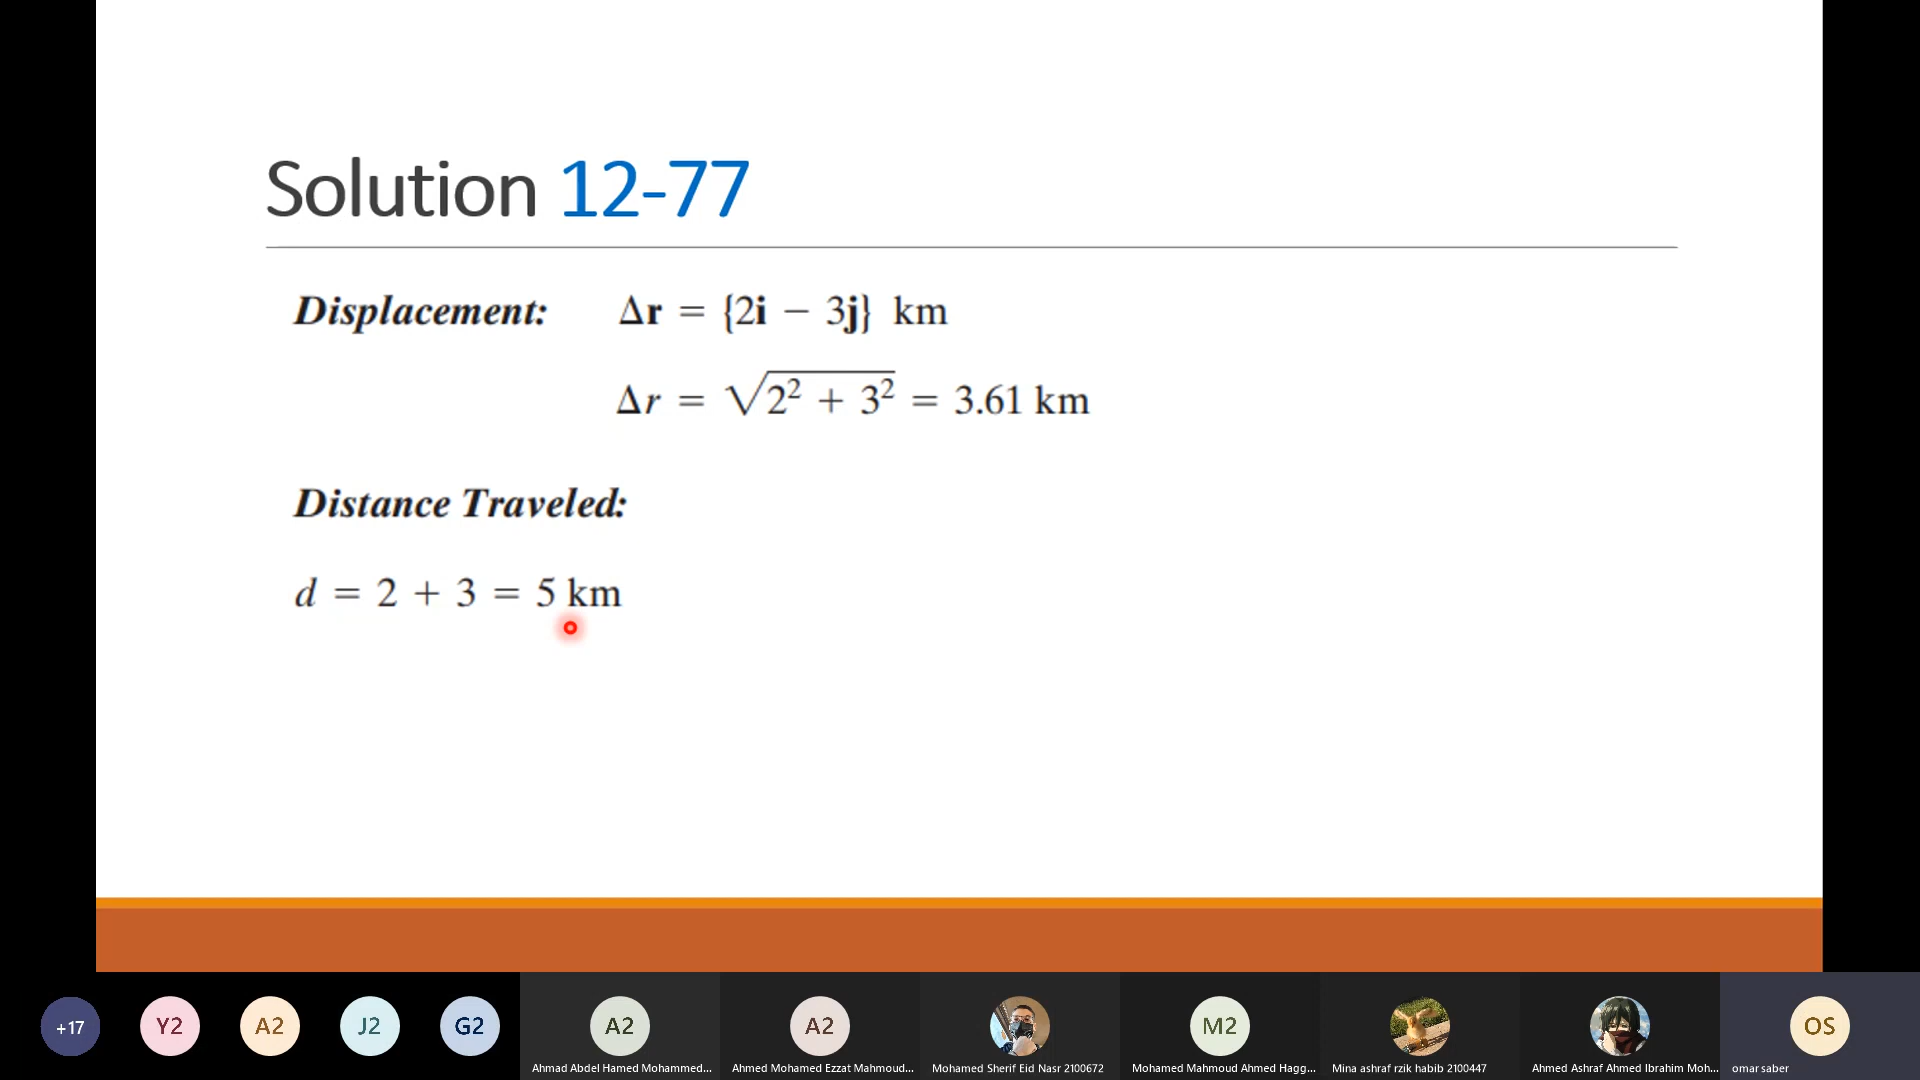 Solution 12-77
Displacement: Δr = {2i − 3j} km
Δr = √2² + 3² = 3.61 km
Distance Traveled:
d = 2 + 3 = 5 km
+17
Y2
A2
J2
G2
A2
A2
M2
OS
Ahmad Abdel Hamed Mohammed...
Ahmed Mohamed Ezzat Mahmoud...
Mohamed Sherif Eid Nasr 2100672
Mohamed Mahmoud Ahmed Hagg...
Mina ashraf rzik habib 2100447
Ahmed Ashraf Ahmed Ibrahim Moh...
omar saber